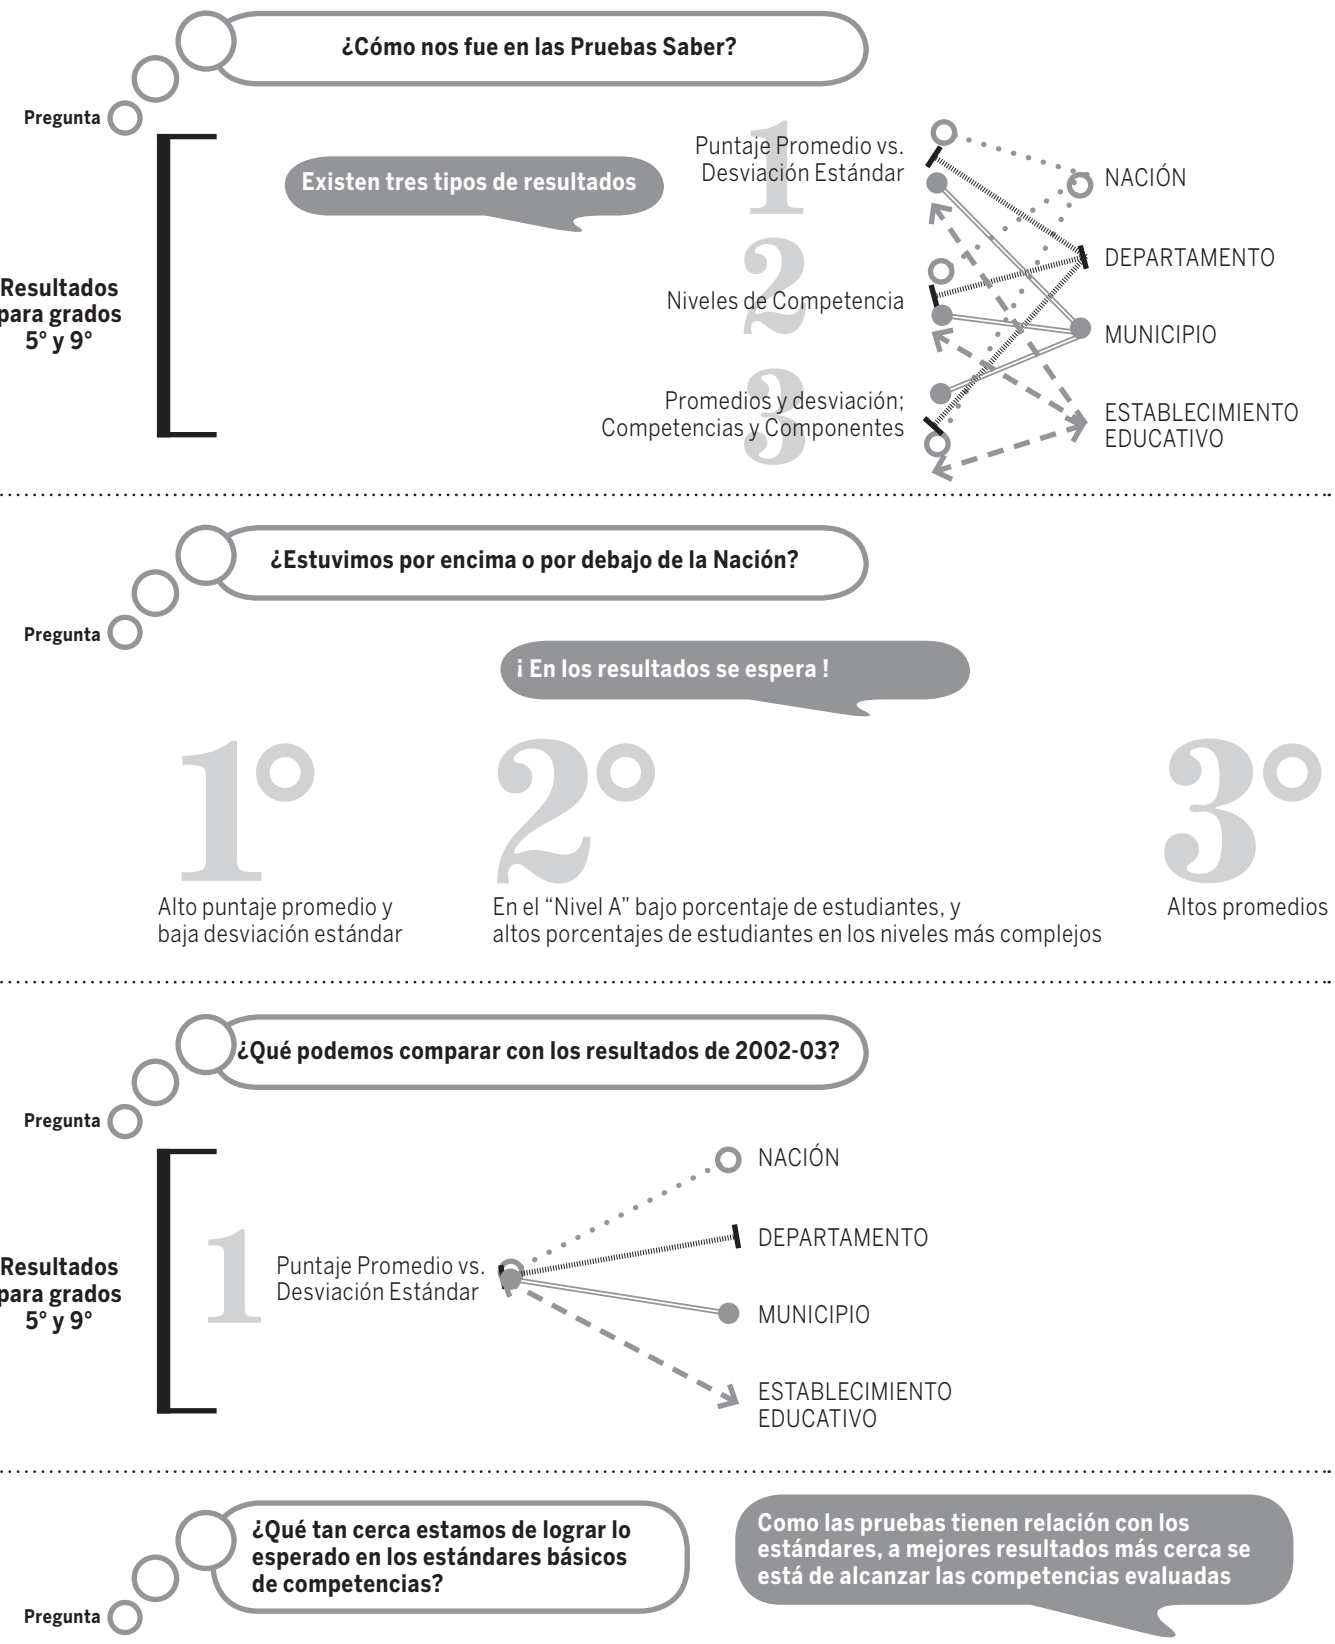 ¿Cómo nos fue en las Pruebas Saber?
Pregunta
Existen tres tipos de resultados
Resultados
para grados
5° y 9°
1
Puntaje Promedio vs.
Desviación Estándar
2
Niveles de Competencia
3
Promedios y desviación;
Competencias y Componentes
NACIÓN
DEPARTAMENTO
MUNICIPIO
ESTABLECIMIENTO
EDUCATIVO
¿Estuvimos por encima o por debajo de la Nación?
Pregunta
¡ En los resultados se espera !
1°
Alto puntaje promedio y
baja desviación estándar
2°
En el “Nivel A” bajo porcentaje de estudiantes, y
altos porcentajes de estudiantes en los niveles más complejos
3°
Altos promedios
¿Qué podemos comparar con los resultados de 2002-03?
Pregunta
Resultados
para grados
5° y 9°
1
Puntaje Promedio vs.
Desviación Estándar
NACIÓN
DEPARTAMENTO
MUNICIPIO
ESTABLECIMIENTO
EDUCATIVO
¿Qué tan cerca estamos de lograr lo
esperado en los estándares básicos
de competencias?
Pregunta
Como las pruebas tienen relación con los
estándares, a mejores resultados más cerca se
está de alcanzar las competencias evaluadas